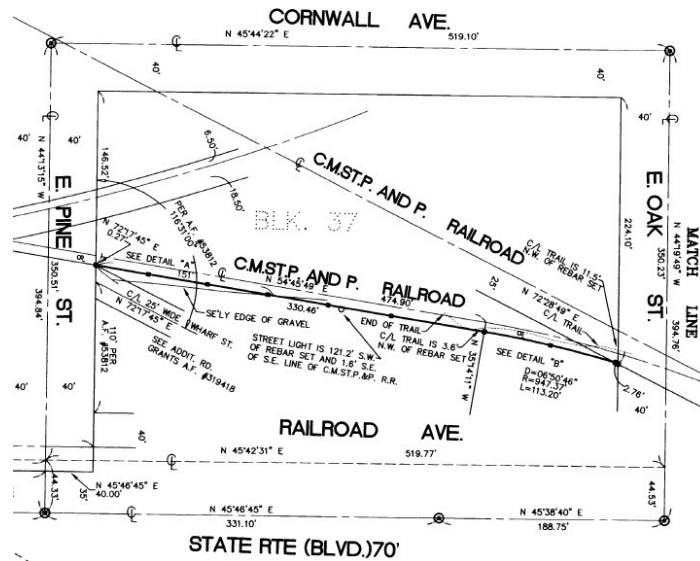 CORNWALL AVE.
N 45°44'22" E
519.10'
40'
40'
40'
40'
40'
6.50'
18.50'
146.52'
PER A.F. #53812
116°31'00"
N 44°13'15" W
E. PINE ST.
350.51'
394.84'
BLK. 37
C.M.ST.P. AND P. RAILROAD
C.M.ST.P. AND P. RAILROAD
E. OAK ST.
224.10'
350.23'
N 44°19'49" W
394.76'
MATCH LINE
N 72°17'45" E
0.27'
SEE DETAIL "A"
151'
N 54°45'49" E
330.46'
474.90'
C/L TRAIL IS 11.5'
N.W. OF REBAR SET
25'
N 72°28'49" E
C/L TRAIL
SE'LY EDGE OF GRAVEL
END OF TRAIL
C/L TRAIL IS 3.6'
N.W. OF REBAR SET
C/L 25' WIDE WHARF ST.
N 72°17'45" E
SEE ADDIT. RD.
GRANTS A.F. #319418
110' PER
A.F. #53812
STREET LIGHT IS 121.2' S.W.
OF REBAR SET AND 1.6' S.E.
OF S.E. LINE OF C.M.ST.P.&P. R.R.
N 35°14'11" W
SEE DETAIL "B"
D=06°50'46"
R=947.37'
L=113.20'
2.76'
40'
40'
40'
40'
RAILROAD AVE.
N 45°42'31" E
519.77'
44.33'
35'
N 45°46'45" E
40.00'
44.53'
N 45°46'45" E
331.10'
N 45°38'40" E
188.75'
STATE RTE (BLVD.)70'